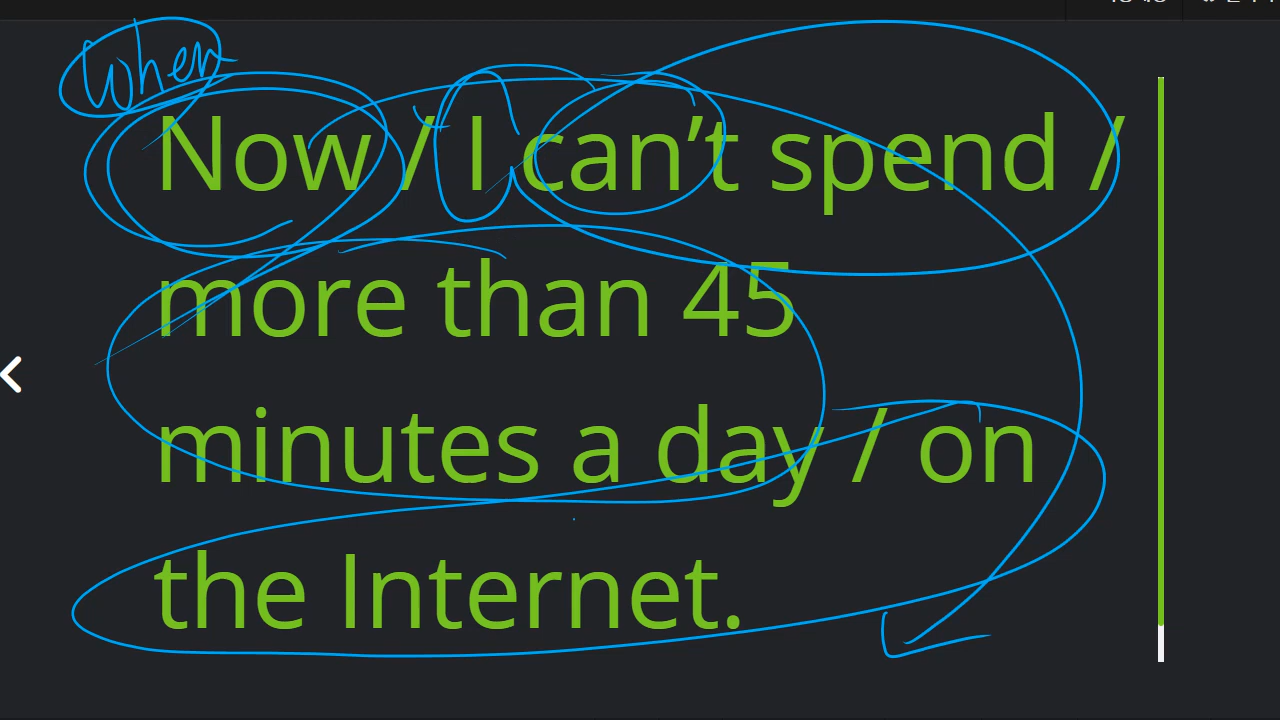 When
Now / I can't spend /
more than 45
minutes a day / on
the Internet.